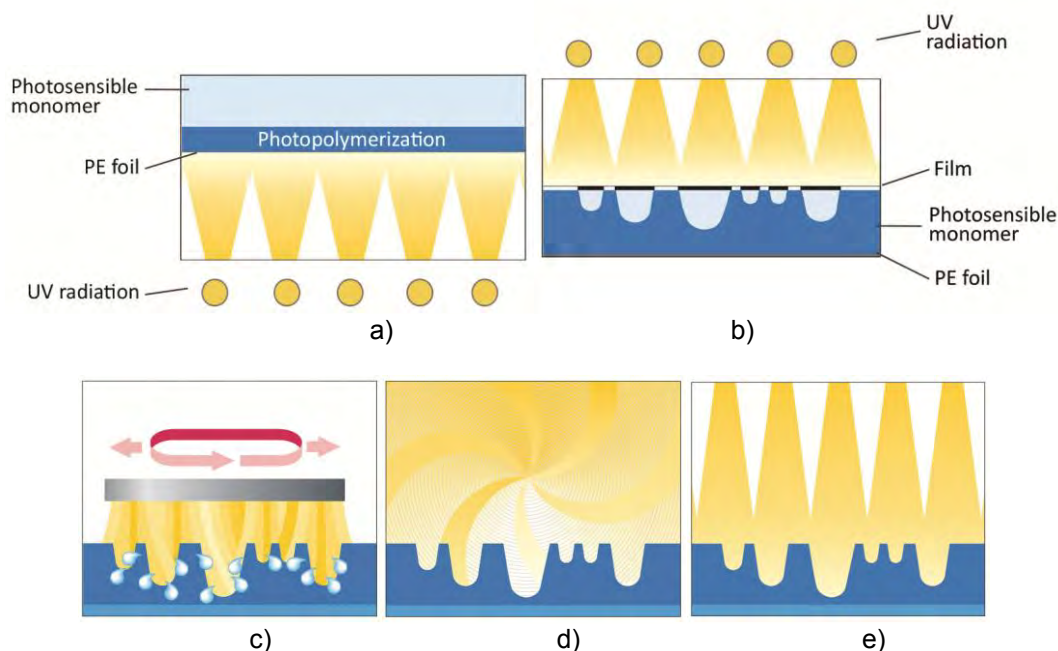 Photosensible
monomer
Photopolymerization
PE foil
UV radiation
a)
UV
radiation
Film
Photosensible
monomer
PE foil
b)
c)
d)
e)